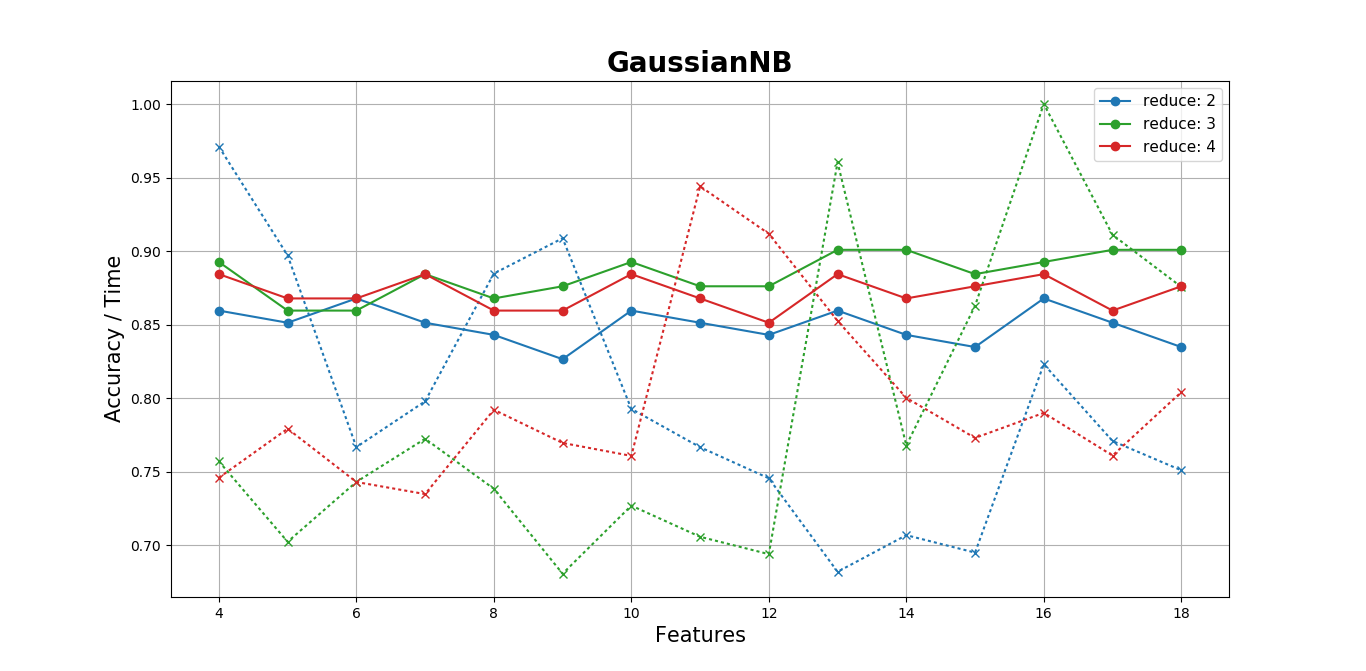 GaussianNB
Accuracy / Time
1.00
0.95
0.90
0.85
0.80
0.75
0.70
reduce: 2
reduce: 3
reduce: 4
4 6 8 10 12 14 16 18
Features